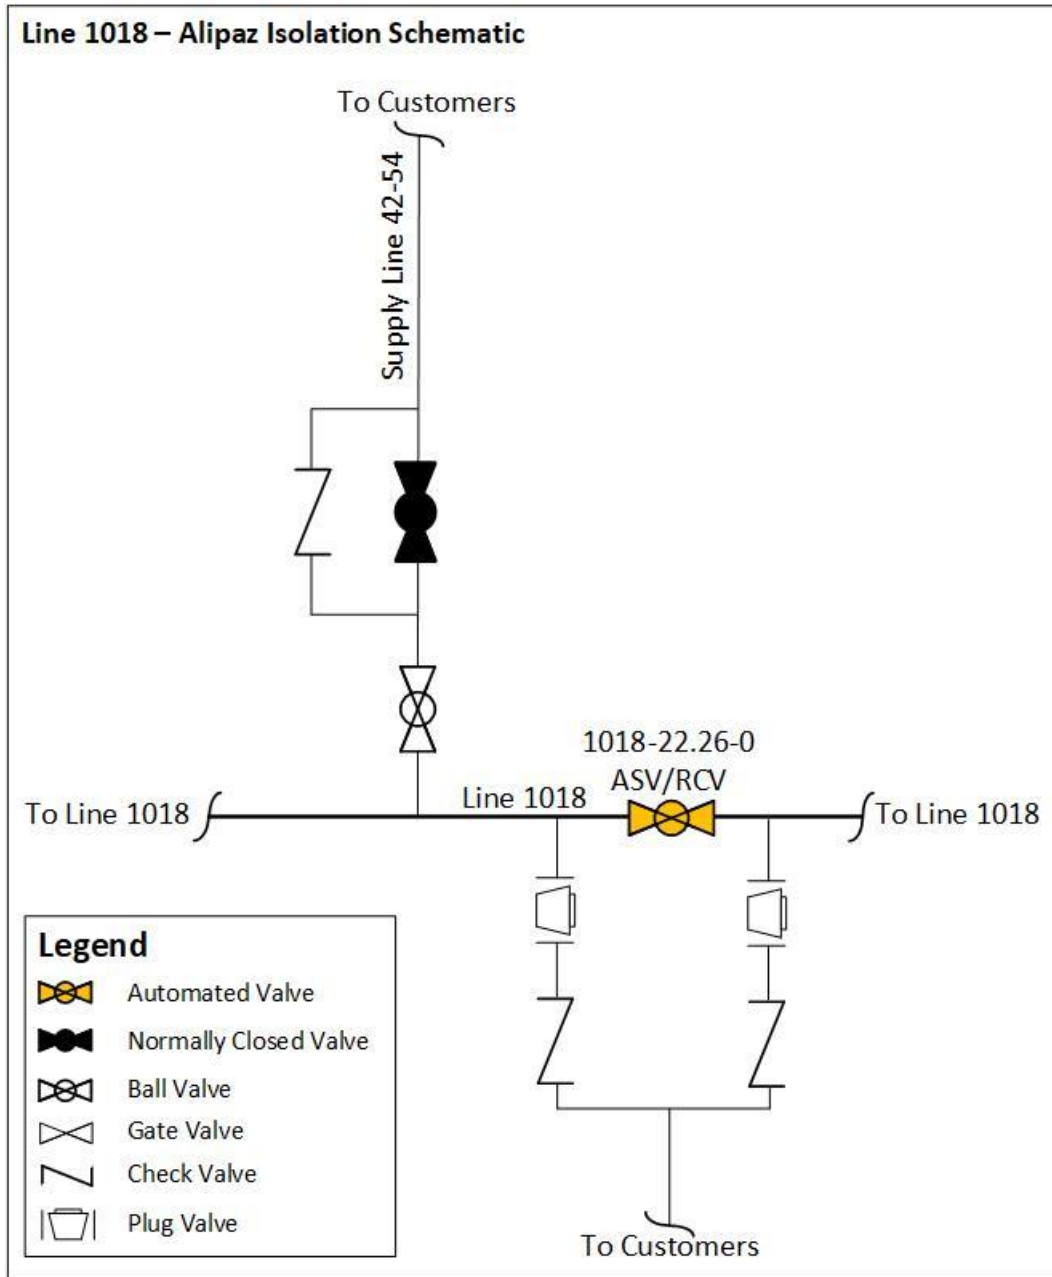 Line 1018 – Alipaz Isolation Schematic
To Customers
Supply Line 42-54
1018-22.26-0
ASV/RCV
To Line 1018
Line 1018
To Line 1018
Legend
Automated Valve
Normally Closed Valve
Ball Valve
Gate Valve
Check Valve
Plug Valve
To Customers